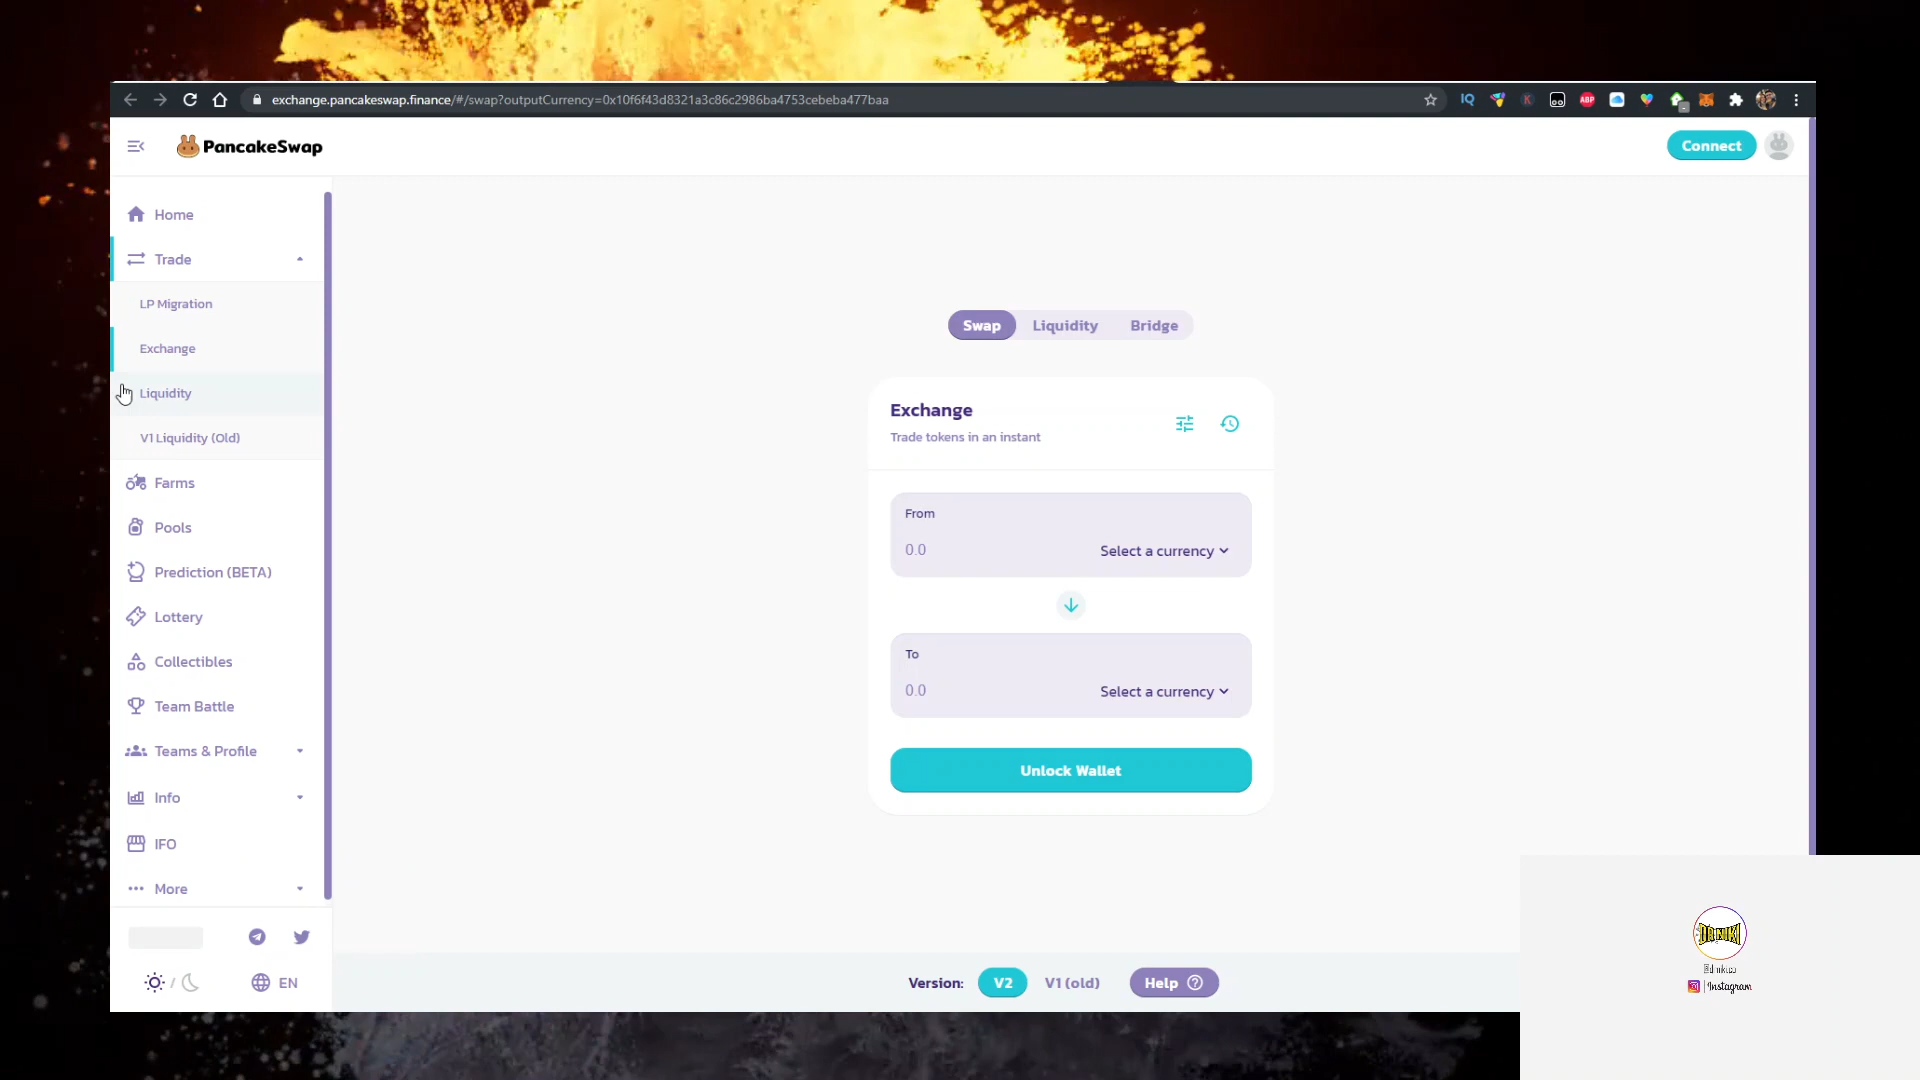 exchange.pancakeswap.finance/#/swap?outputCurrency=0x10f6f43d8321a3c86c2986ba4753cebeba477baa
IQ
K
ABP
PancakeSwap
Connect
Home
Trade
LP Migration
Exchange
Liquidity
V1 Liquidity (Old)
Farms
Pools
Prediction (BETA)
Lottery
Collectibles
Team Battle
Teams & Profile
Info
IFO
More
/
EN
Swap
Liquidity
Bridge
Exchange
Trade tokens in an instant
From
0.0
Select a currency
To
0.0
Select a currency
Unlock Wallet
Version:
V2
V1 (old)
Help
Instagram